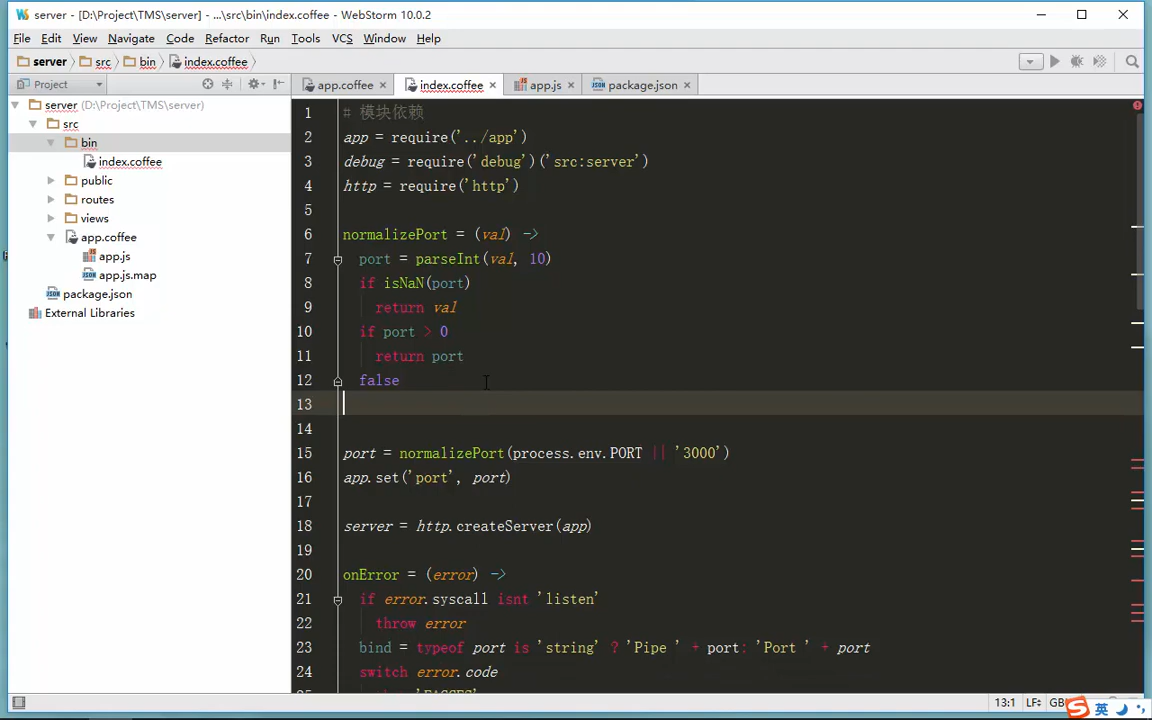 server - [D:\Project\TMS\server] - ...\src\bin\index.coffee - WebStorm 10.0.2
File Edit View Navigate Code Refactor Run Tools VCS Window Help
server src bin index.coffee
Project
app.coffee index.coffee app.js package.json
server (D:\Project\TMS\server)
src
bin
index.coffee
public
routes
views
app.coffee
app.js
app.js.map
package.json
External Libraries
1 # 模块依赖
2 app = require('../app')
3 debug = require('debug')('src:server')
4 http = require('http')
5
6 normalizePort = (val) ->
7 port = parseInt(val, 10)
8 if isNaN(port)
9 return val
10 if port > 0
11 return port
12 false
13
14
15 port = normalizePort(process.env.PORT || '3000')
16 app.set('port', port)
17
18 server = http.createServer(app)
19
20 onError = (error) ->
21 if error.syscall isnt 'listen'
22 throw error
23 bind = typeof port is 'string' ? 'Pipe ' + port: 'Port ' + port
24 switch error.code
13:1 LF÷ GB
英